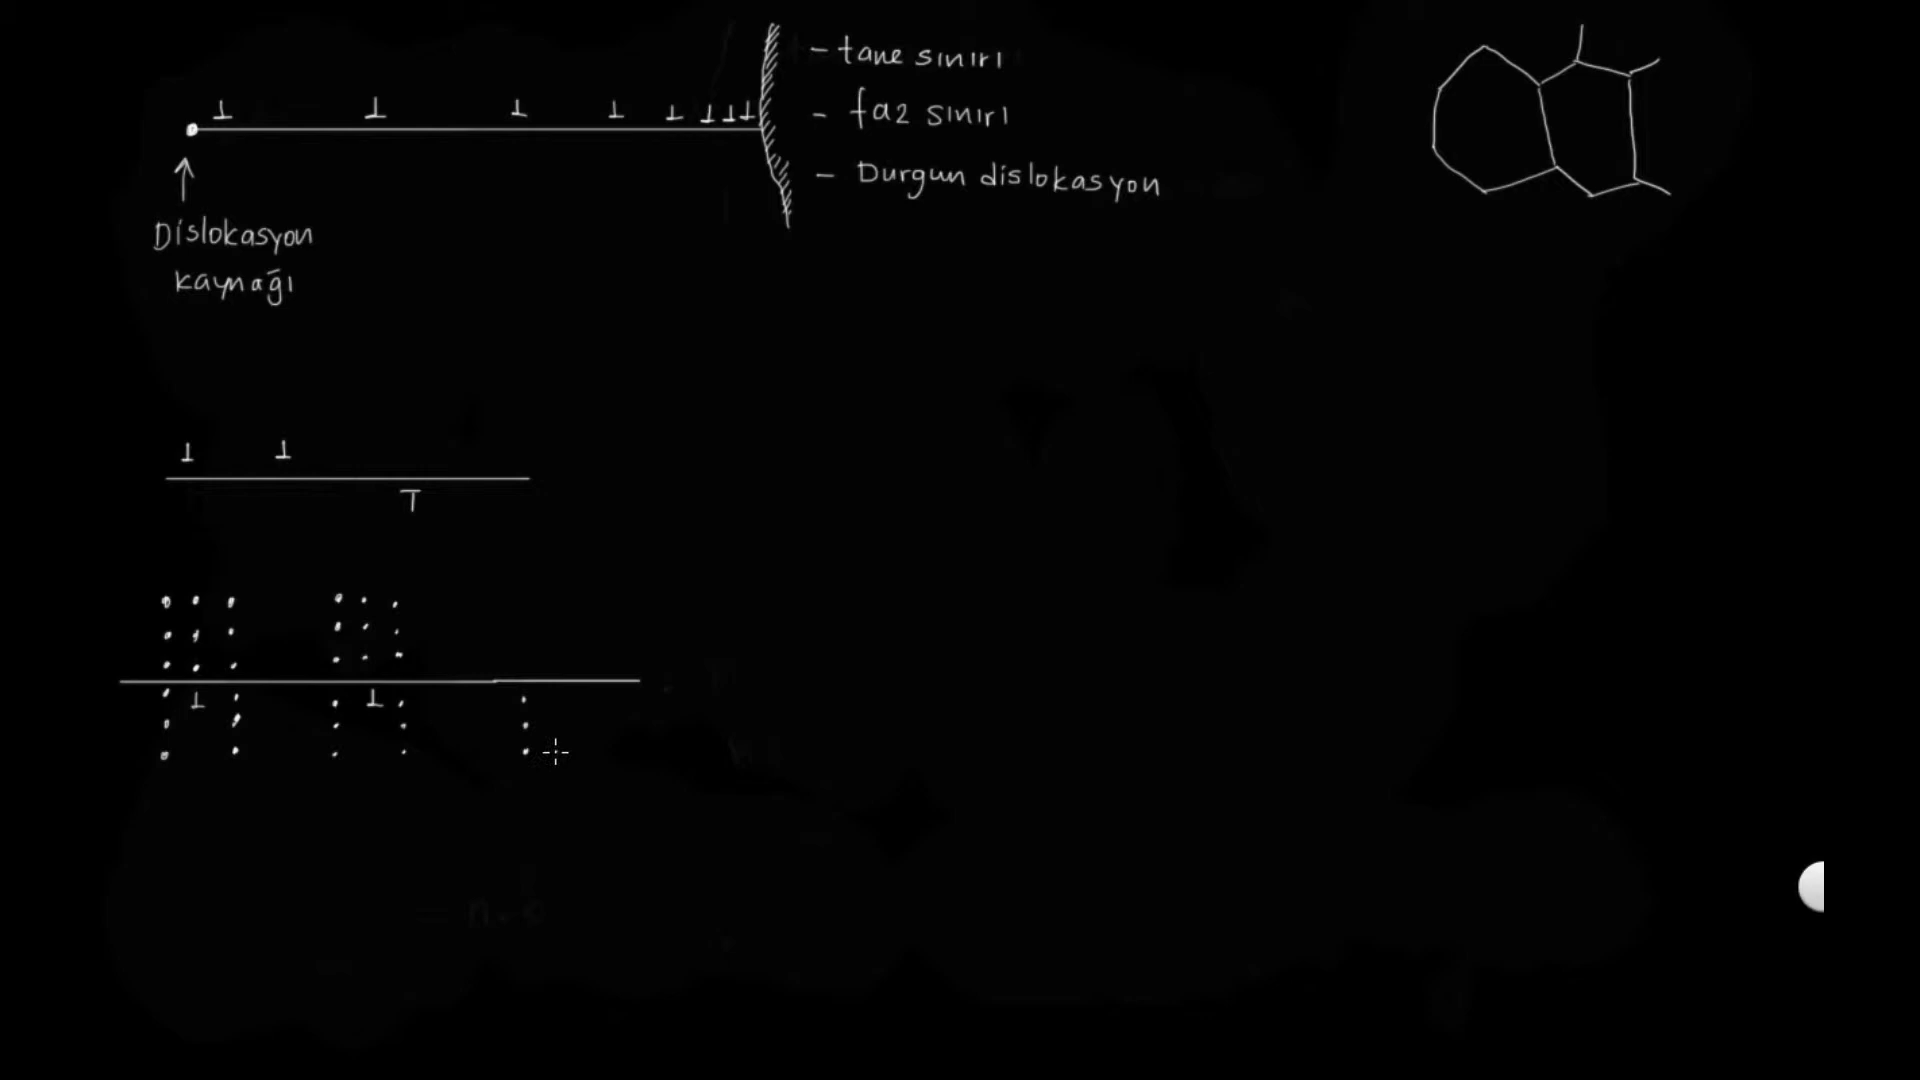 - tane sınırı
- faz sınırı
- Durgun dislokasyon
Dislokasyon
kaynağı